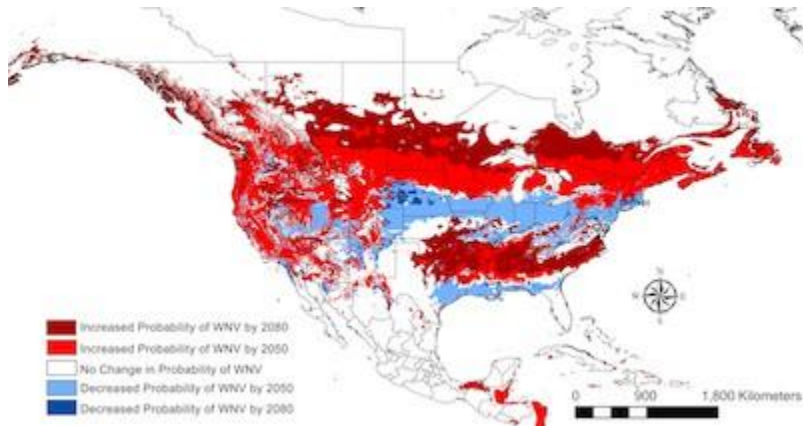 N
W E
S
Increased Probability of WNV by 2080
Increased Probability of WNV by 2050
No Change in Probability of WNV
Decreased Probability of WNV by 2050
Decreased Probability of WNV by 2080
0 900 1,800 Kilometers